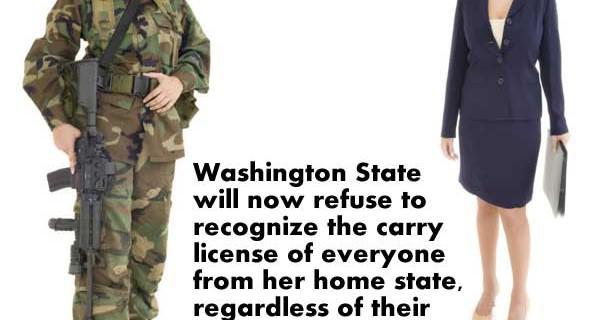 Washington State
will now refuse to
recognize the carry
license of everyone
from her home state,
regardless of their